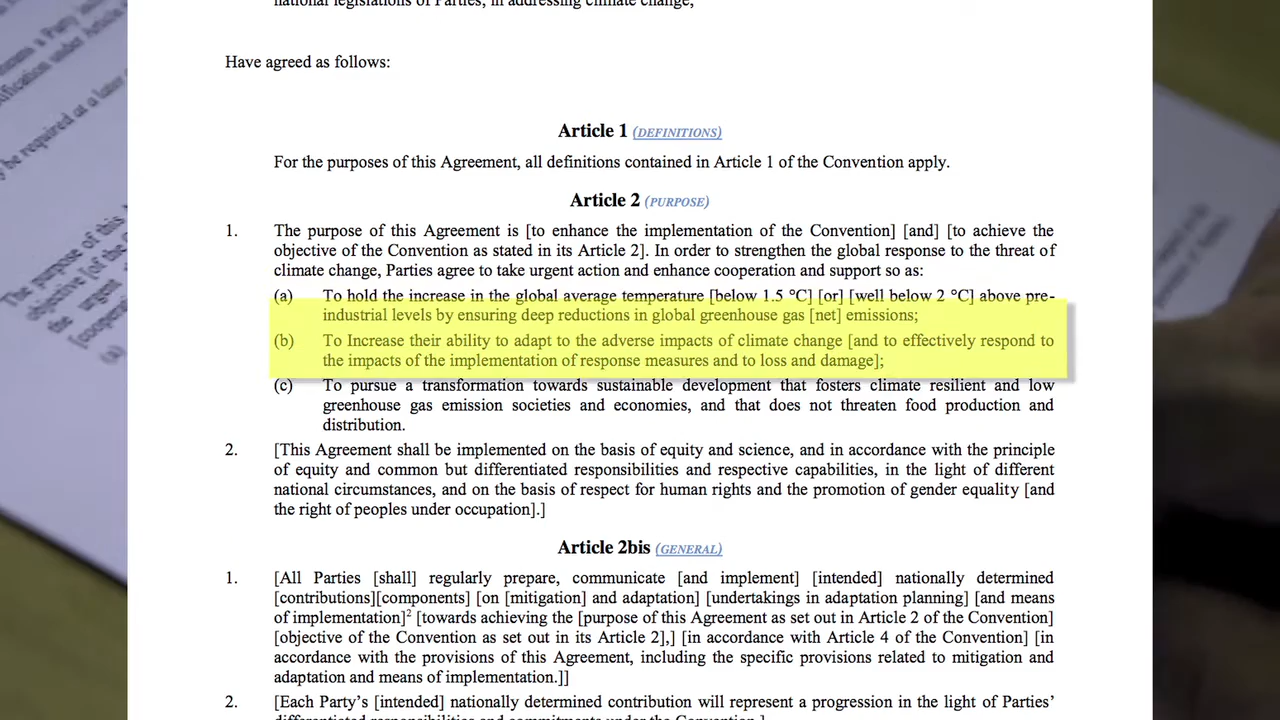 national legislations of Parties, in addressing climate change,
Have agreed as follows:
Article 1 (DEFINITIONS)
For the purposes of this Agreement, all definitions contained in Article 1 of the Convention apply.
Article 2 (PURPOSE)
1. The purpose of this Agreement is [to enhance the implementation of the Convention] [and] [to achieve the
objective of the Convention as stated in its Article 2]. In order to strengthen the global response to the threat of
climate change, Parties agree to take urgent action and enhance cooperation and support so as:
(a) To hold the increase in the global average temperature [below 1.5 °C] [or] [well below 2 °C] above pre-
industrial levels by ensuring deep reductions in global greenhouse gas [net] emissions;
(b) To Increase their ability to adapt to the adverse impacts of climate change [and to effectively respond to
the impacts of the implementation of response measures and to loss and damage];
(c) To pursue a transformation towards sustainable development that fosters climate resilient and low
greenhouse gas emission societies and economies, and that does not threaten food production and
distribution.
2. [This Agreement shall be implemented on the basis of equity and science, and in accordance with the principle
of equity and common but differentiated responsibilities and respective capabilities, in the light of different
national circumstances, and on the basis of respect for human rights and the promotion of gender equality [and
the right of peoples under occupation].]
Article 2bis (GENERAL)
1. [All Parties [shall] regularly prepare, communicate [and implement] [intended] nationally determined
[contributions][components] [on [mitigation] and adaptation] [undertakings in adaptation planning] [and means
of implementation]² [towards achieving the [purpose of this Agreement as set out in Article 2 of the Convention]
[objective of the Convention as set out in its Article 2],] [in accordance with Article 4 of the Convention] [in
accordance with the provisions of this Agreement, including the specific provisions related to mitigation and
adaptation and means of implementation.]]
2. [Each Party's [intended] nationally determined contribution will represent a progression in the light of Parties'
differentiated responsibilities and commitments under the Convention.]